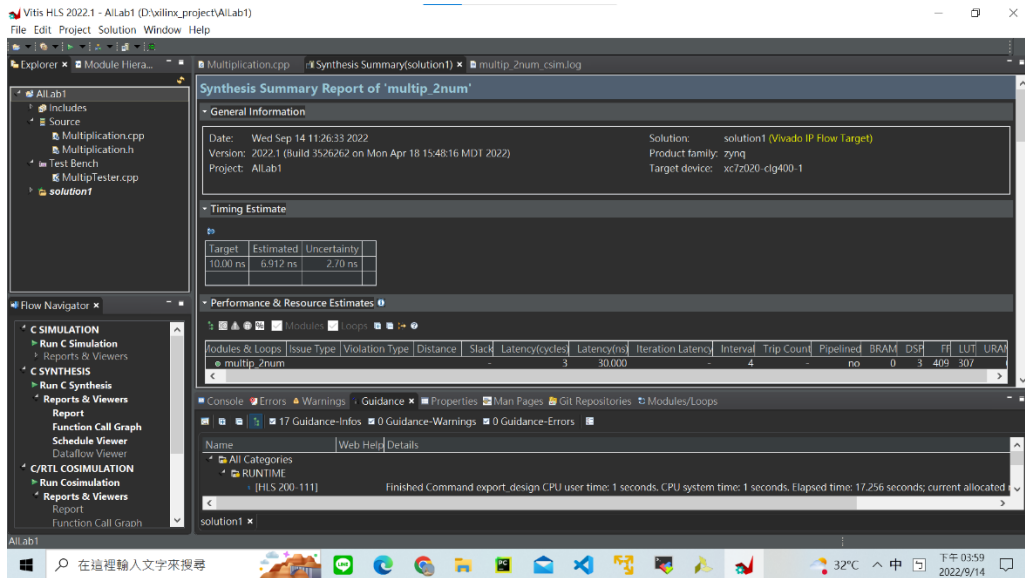 Vitis HLS 2022.1 - AILab1 (D:\xilinx_project\AILab1)
File Edit Project Solution Window Help
Explorer Module Hiera...
AILab1
Includes
Source
Multiplication.cpp
Multiplication.h
Test Bench
MultipTester.cpp
solution1
Multiplication.cpp Synthesis Summary(solution1) multip_2num_csim.log
Synthesis Summary Report of 'multip_2num'
General Information
Date: Wed Sep 14 11:26:33 2022
Version: 2022.1 (Build 3526262 on Mon Apr 18 15:48:16 MDT 2022)
Project: AILab1
Solution: solution1 (Vivado IP Flow Target)
Product family: zynq
Target device: xc7z020-clg400-1
Timing Estimate
Target Estimated Uncertainty
10.00 ns 6.912 ns 2.70 ns
Performance & Resource Estimates
Modules Loops
Modules & Loops Issue Type Violation Type Distance Slack Latency(cycles) Latency(ns) Iteration Latency Interval Trip Count Pipelined BRAM DSP FF LUT URAM
multip_2num - - - - 3 30.000 - 4 - no 0 3 409 307
Flow Navigator
C SIMULATION
Run C Simulation
Reports & Viewers
C SYNTHESIS
Run C Synthesis
Reports & Viewers
Report
Function Call Graph
Schedule Viewer
Dataflow Viewer
C/RTL COSIMULATION
Run Cosimulation
Reports & Viewers
Report
Function Call Graph
Console Errors Warnings Guidance Properties Man Pages Git Repositories Modules/Loops
17 Guidance-Infos 0 Guidance-Warnings 0 Guidance-Errors
Name Web Help Details
All Categories
RUNTIME
[HLS 200-111] Finished Command export_design CPU user time: 1 seconds. CPU system time: 1 seconds. Elapsed time: 17.256 seconds; current allocated
solution1
AILab1
在這裡輸入文字來搜尋
32°C 中 下午 03:59
2022/9/14